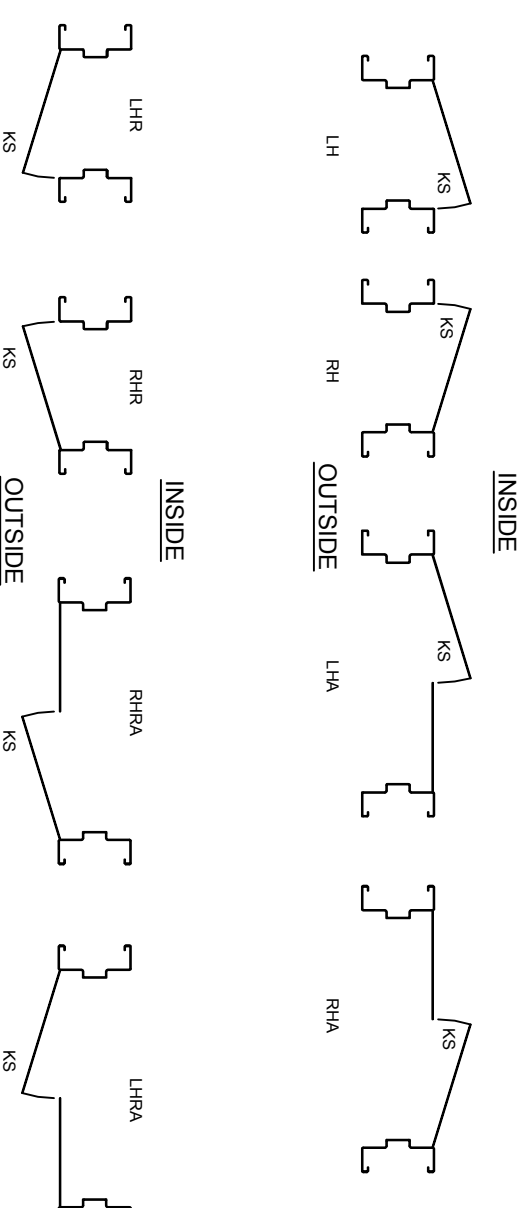 INSIDE
KS KS KS KS
LH RH OUTSIDE LHA RHA
INSIDE
LHR RHR RHRA LHRA
KS KS OUTSIDE KS KS